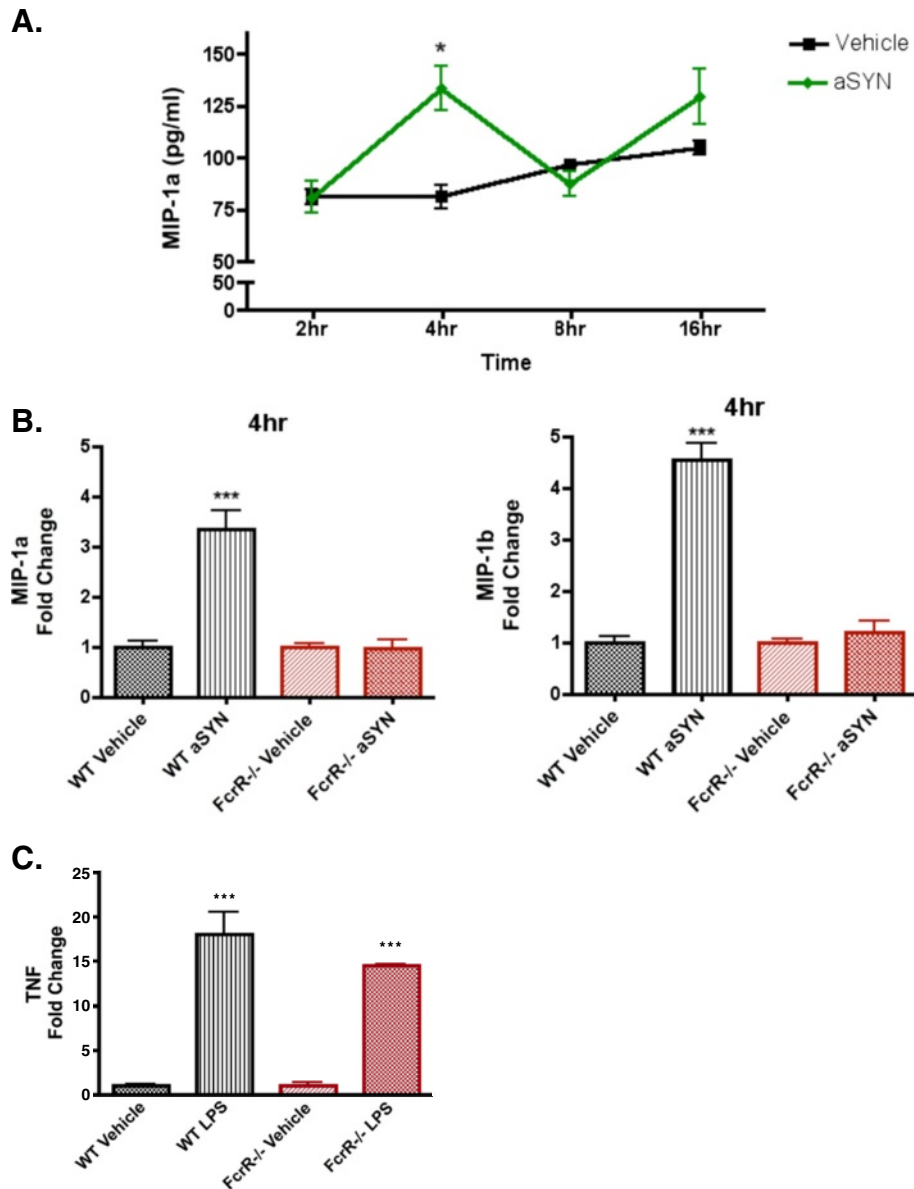 A.
MIP-1a (pg/ml)
150
125
100
75
50
50
0
2hr 4hr 8hr 16hr
Time
*
Vehicle
aSYN
B.
4hr
MIP-1a
Fold Change
5
4
3
2
1
0
***
WT Vehicle
WT aSYN
FcrR-/- Vehicle
FcrR-/- aSYN
4hr
MIP-1b
Fold Change
5
4
3
2
1
0
***
WT Vehicle
WT aSYN
FcrR-/- Vehicle
FcrR-/- aSYN
C.
TNF
Fold Change
25
20
15
10
5
0
***
***
WT Vehicle
WT LPS
FcrR-/- Vehicle
FcrR-/- LPS